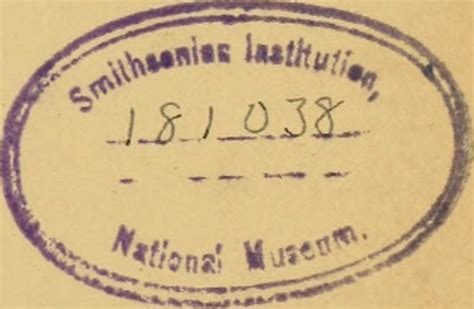 Smithsonian Institution,
181038
National Museum.